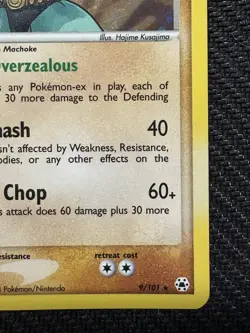 Illus. Hajime Kusajima
Machoke
verzealous
any Pokémon-ex in play, each of
30 more damage to the Defending
ash 40
isn't affected by Weakness, Resistance,
odies, or any other effects on the
Chop 60+
attack does 60 damage plus 30 more
esistance retreat cost
Pokémon/Nintendo/ 9/101 ★